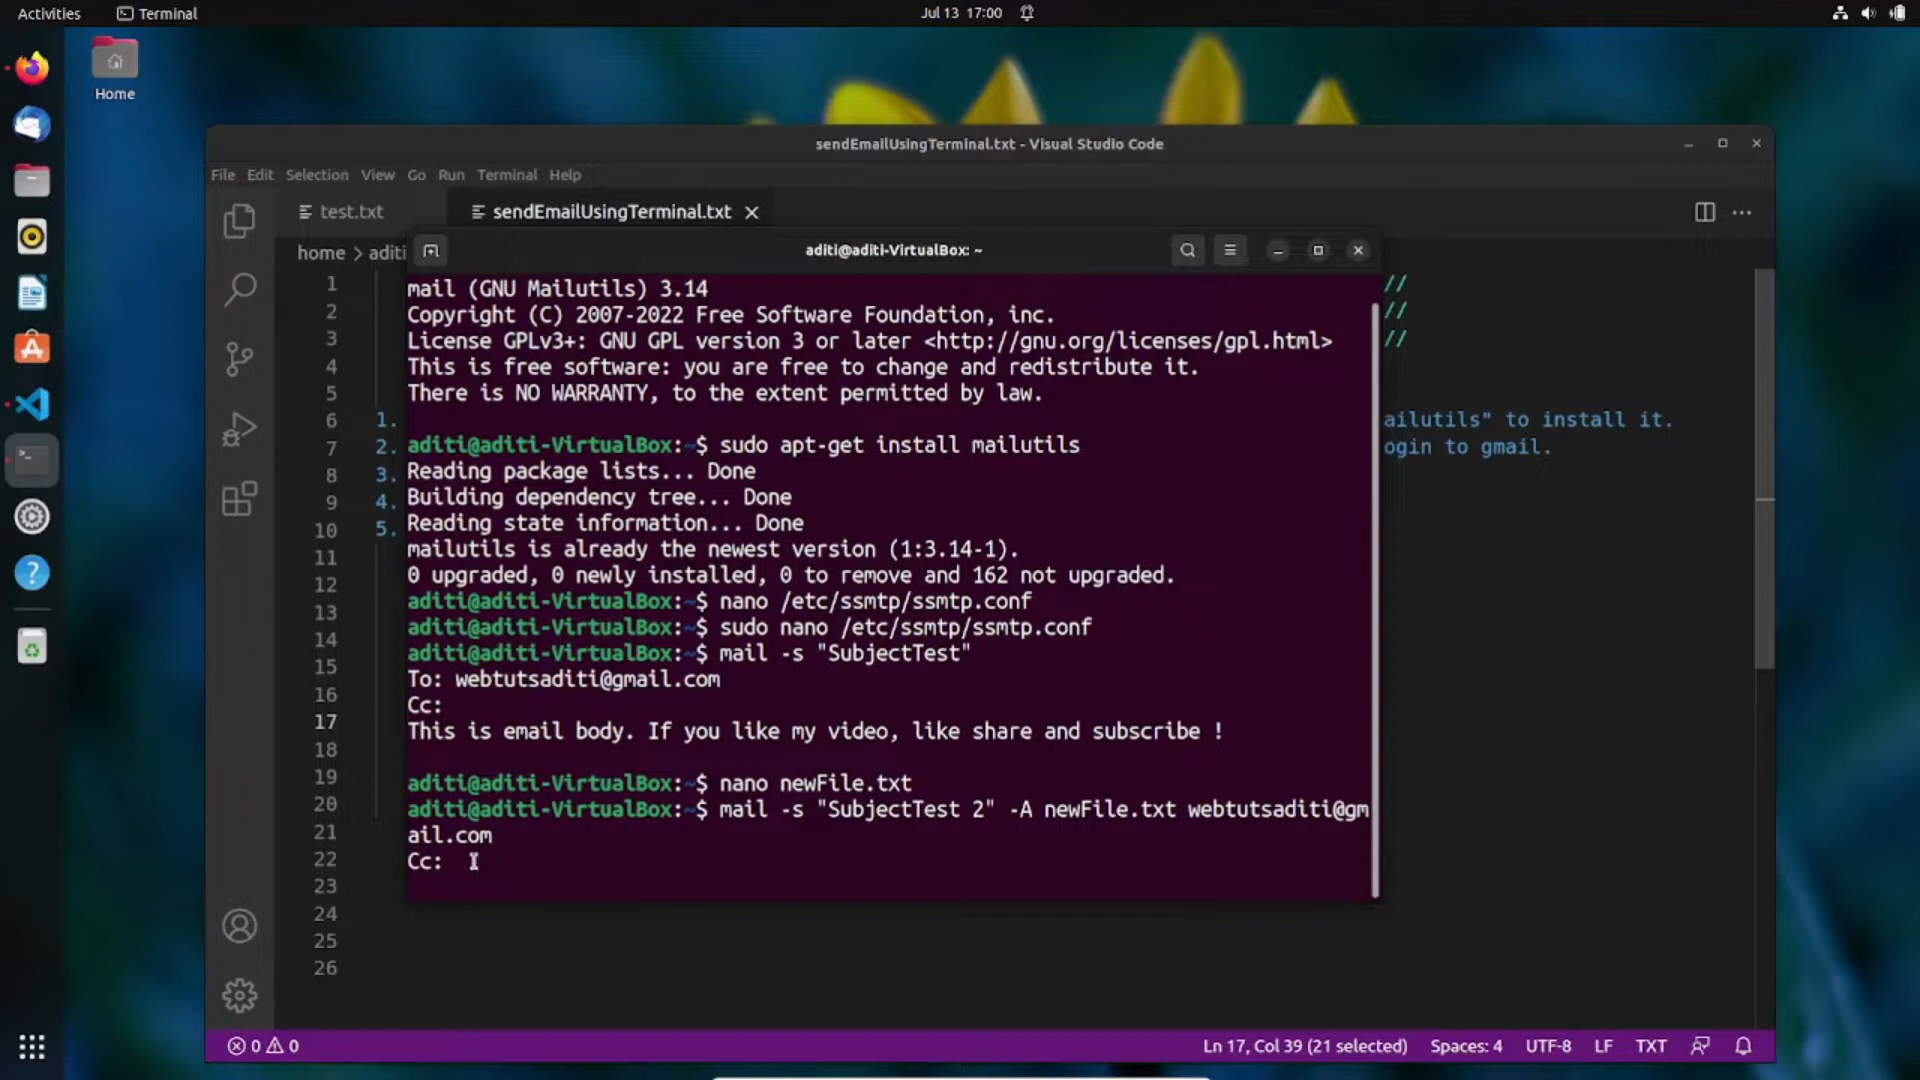 Activities
Terminal
Jul 13 17:00
Home
sendEmailUsingTerminal.txt - Visual Studio Code
File Edit Selection View Go Run Terminal Help
test.txt
sendEmailUsingTerminal.txt
home > aditi
aditi@aditi-VirtualBox: ~
1
2
3
4
5
6
7
8
9
10
11
12
13
14
15
16
17
18
19
20
21
22
23
24
25
26
1.
2.
3.
4.
5.
//
//
//
ailutils" to install it.
ogin to gmail.
mail (GNU Mailutils) 3.14
Copyright (C) 2007-2022 Free Software Foundation, inc.
License GPLv3+: GNU GPL version 3 or later <http://gnu.org/licenses/gpl.html>
This is free software: you are free to change and redistribute it.
There is NO WARRANTY, to the extent permitted by law.
aditi@aditi-VirtualBox:~$ sudo apt-get install mailutils
Reading package lists... Done
Building dependency tree... Done
Reading state information... Done
mailutils is already the newest version (1:3.14-1).
0 upgraded, 0 newly installed, 0 to remove and 162 not upgraded.
aditi@aditi-VirtualBox:~$ nano /etc/ssmtp/ssmtp.conf
aditi@aditi-VirtualBox:~$ sudo nano /etc/ssmtp/ssmtp.conf
aditi@aditi-VirtualBox:~$ mail -s "SubjectTest"
To: webtutsaditi@gmail.com
Cc:
This is email body. If you like my video, like share and subscribe !
aditi@aditi-VirtualBox:~$ nano newFile.txt
aditi@aditi-VirtualBox:~$ mail -s "SubjectTest 2" -A newFile.txt webtutsaditi@gm
ail.com
Cc:
0 0
Ln 17, Col 39 (21 selected) Spaces: 4 UTF-8 LF TXT